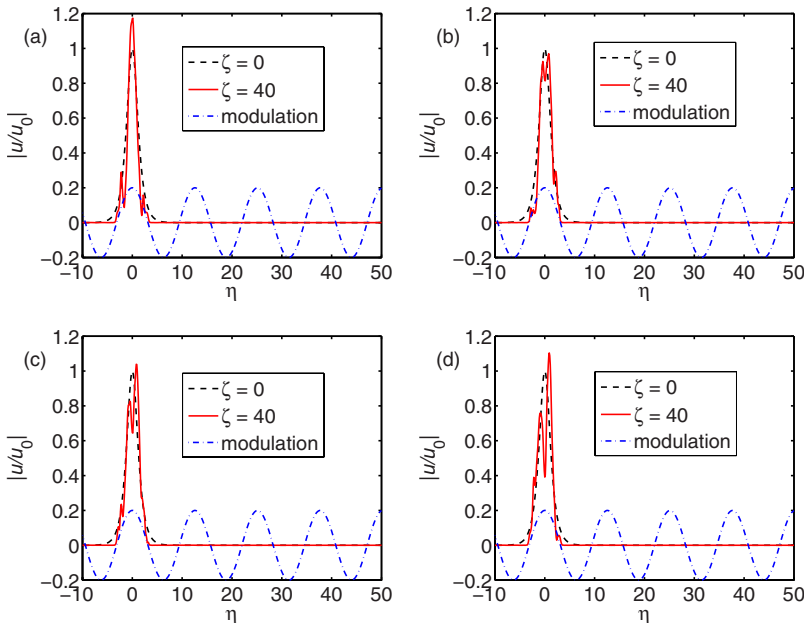 (a)
1.2
1
0.8
0.6
0.4
0.2
0
−0.2
|u/u0|
ζ = 0
ζ = 40
modulation
−10 0 10 20 30 40 50
η
(b)
1.2
1
0.8
0.6
0.4
0.2
0
−0.2
|u/u0|
ζ = 0
ζ = 40
modulation
−10 0 10 20 30 40 50
η
(c)
1.2
1
0.8
0.6
0.4
0.2
0
−0.2
|u/u0|
ζ = 0
ζ = 40
modulation
−10 0 10 20 30 40 50
η
(d)
1.2
1
0.8
0.6
0.4
0.2
0
−0.2
|u/u0|
ζ = 0
ζ = 40
modulation
−10 0 10 20 30 40 50
η